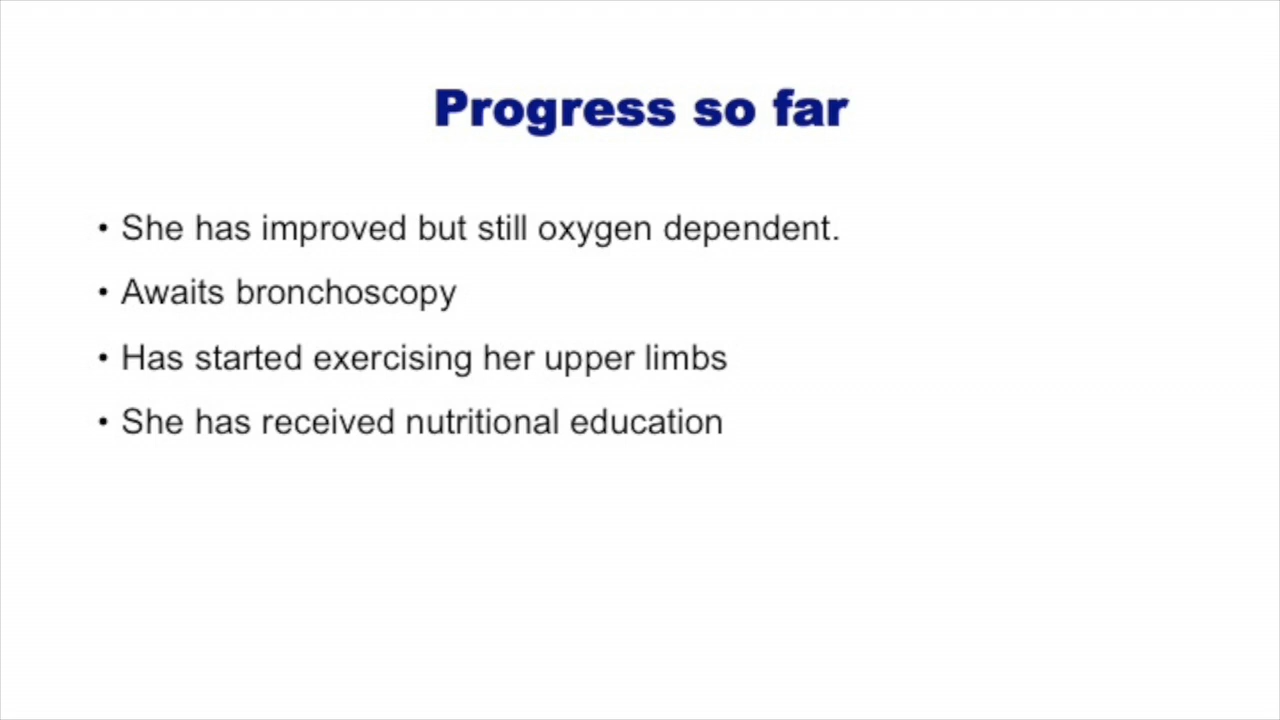 Progress so far
• She has improved but still oxygen dependent.
• Awaits bronchoscopy
• Has started exercising her upper limbs
• She has received nutritional education